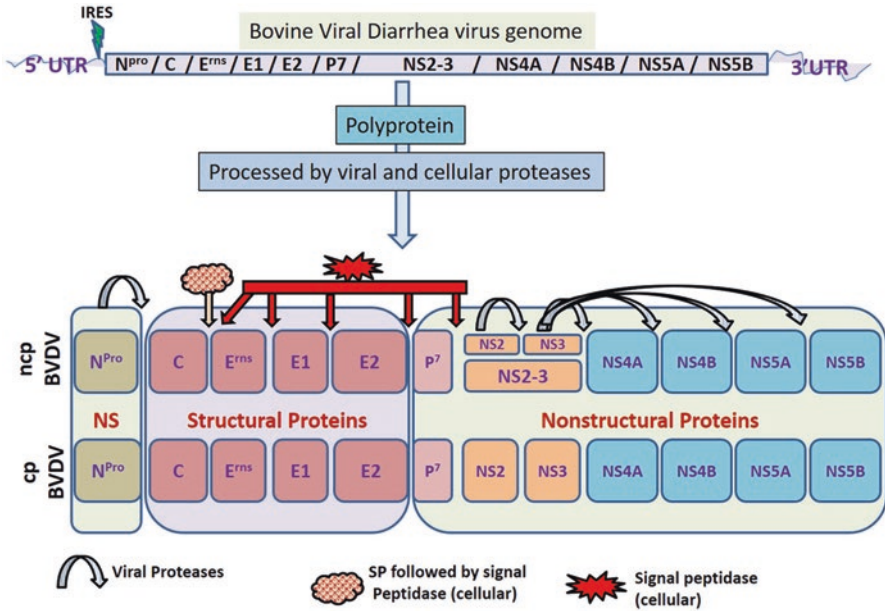 IRES
Bovine Viral Diarrhea virus genome
5' UTR Nᵖʳᵒ / C / Eʳⁿˢ / E1 / E2 / P7 / NS2-3 / NS4A / NS4B / NS5A / NS5B 3'UTR
Polyprotein
Processed by viral and cellular proteases
ncp
BVDV
NS2 NS3
Nᴾʳᵒ C Eʳⁿˢ E1 E2 P⁷ NS4A NS4B NS5A NS5B
NS2-3
NS Structural Proteins Nonstructural Proteins
cp
BVDV
Nᴾʳᵒ C Eʳⁿˢ E1 E2 P⁷ NS2 NS3 NS4A NS4B NS5A NS5B
Viral Proteases
SP followed by signal
Peptidase (cellular)
Signal peptidase
(cellular)